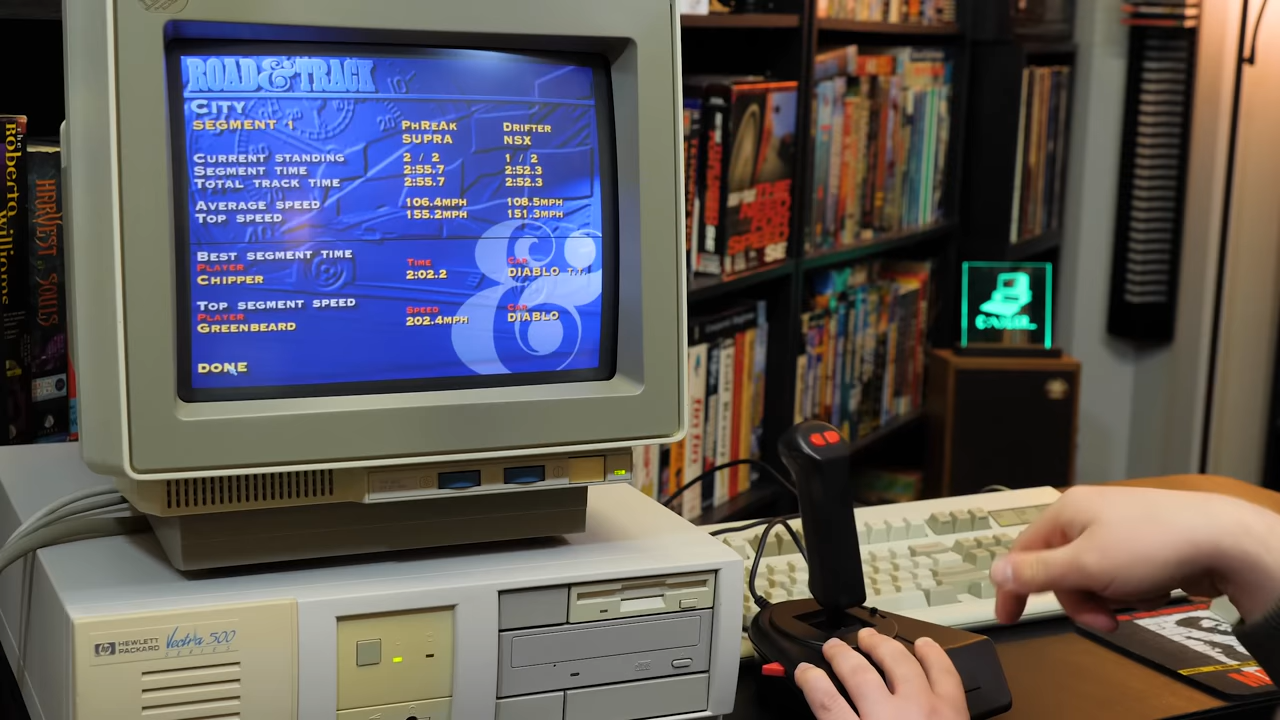 ROAD & TRACK
CITY
SEGMENT 1
PHREAK DRIFTER
SUPRA NSX
CURRENT STANDING 2 / 2 1 / 2
SEGMENT TIME 2:55.7 2:52.3
TOTAL TRACK TIME 2:55.7 2:52.3
AVERAGE SPEED 106.4MPH 108.5MPH
TOP SPEED 155.2MPH 151.3MPH
BEST SEGMENT TIME
PLAYER TIME CAR
CHIPPER 2:02.2 DIABLO T.T.
TOP SEGMENT SPEED
PLAYER SPEED CAR
GREENBEARD 202.4MPH DIABLO
DONE
&
Roberta Williams
HARVEST SOULS
hp HEWLETT
PACKARD
Vectra 500
SERIES
THE
NEED
FOR
SPEED